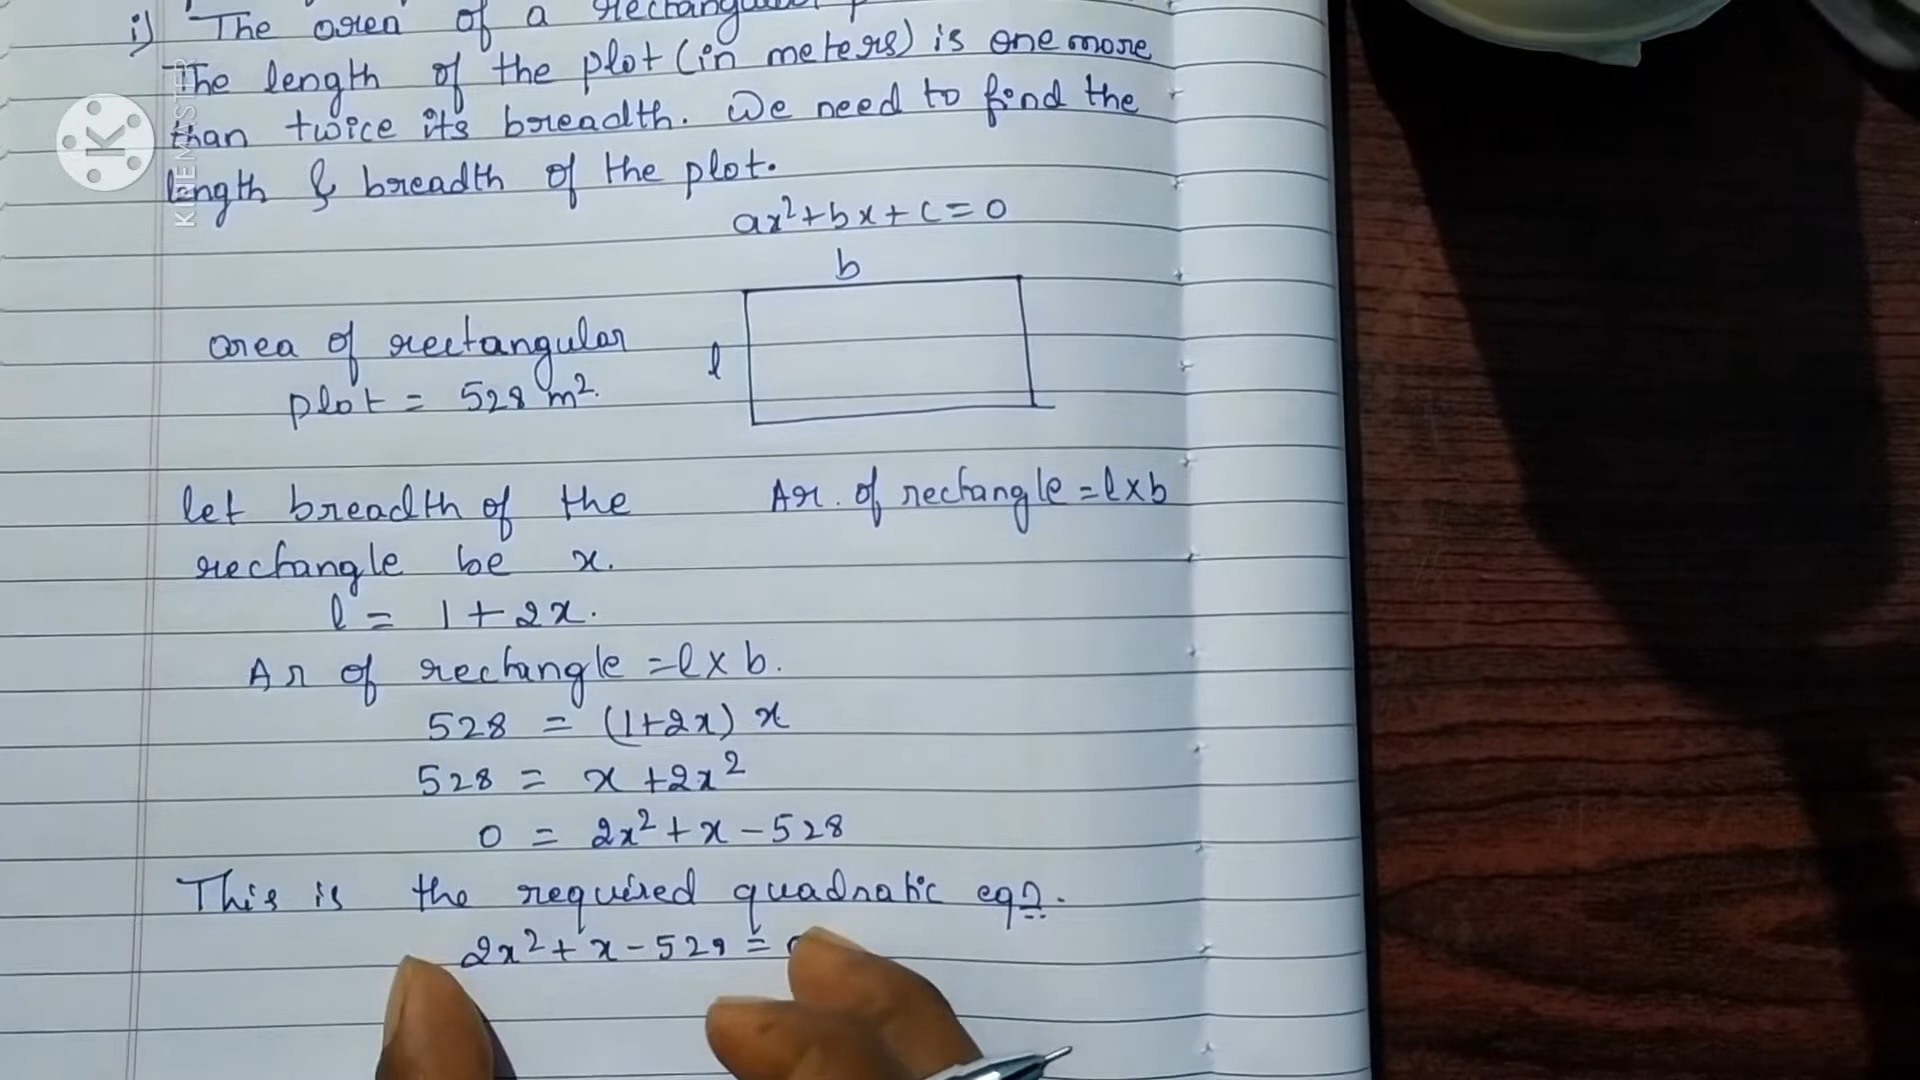 i) The area of a rectangular
The length of the plot (in meters) is one more
than twice its breadth. We need to find the
length & breadth of the plot.
ax²+bx+c=0
b
area of rectangular
plot = 528 m².
l
let breadth of the
rectangle be x.
Ar. of rectangle = l×b
l = 1+2x.
Ar of rectangle = l×b.
528 = (1+2x) x
528 = x+2x²
0 = 2x²+x-528
This is the required quadratic eqn.
2x²+x-528 =
KINEMASTER